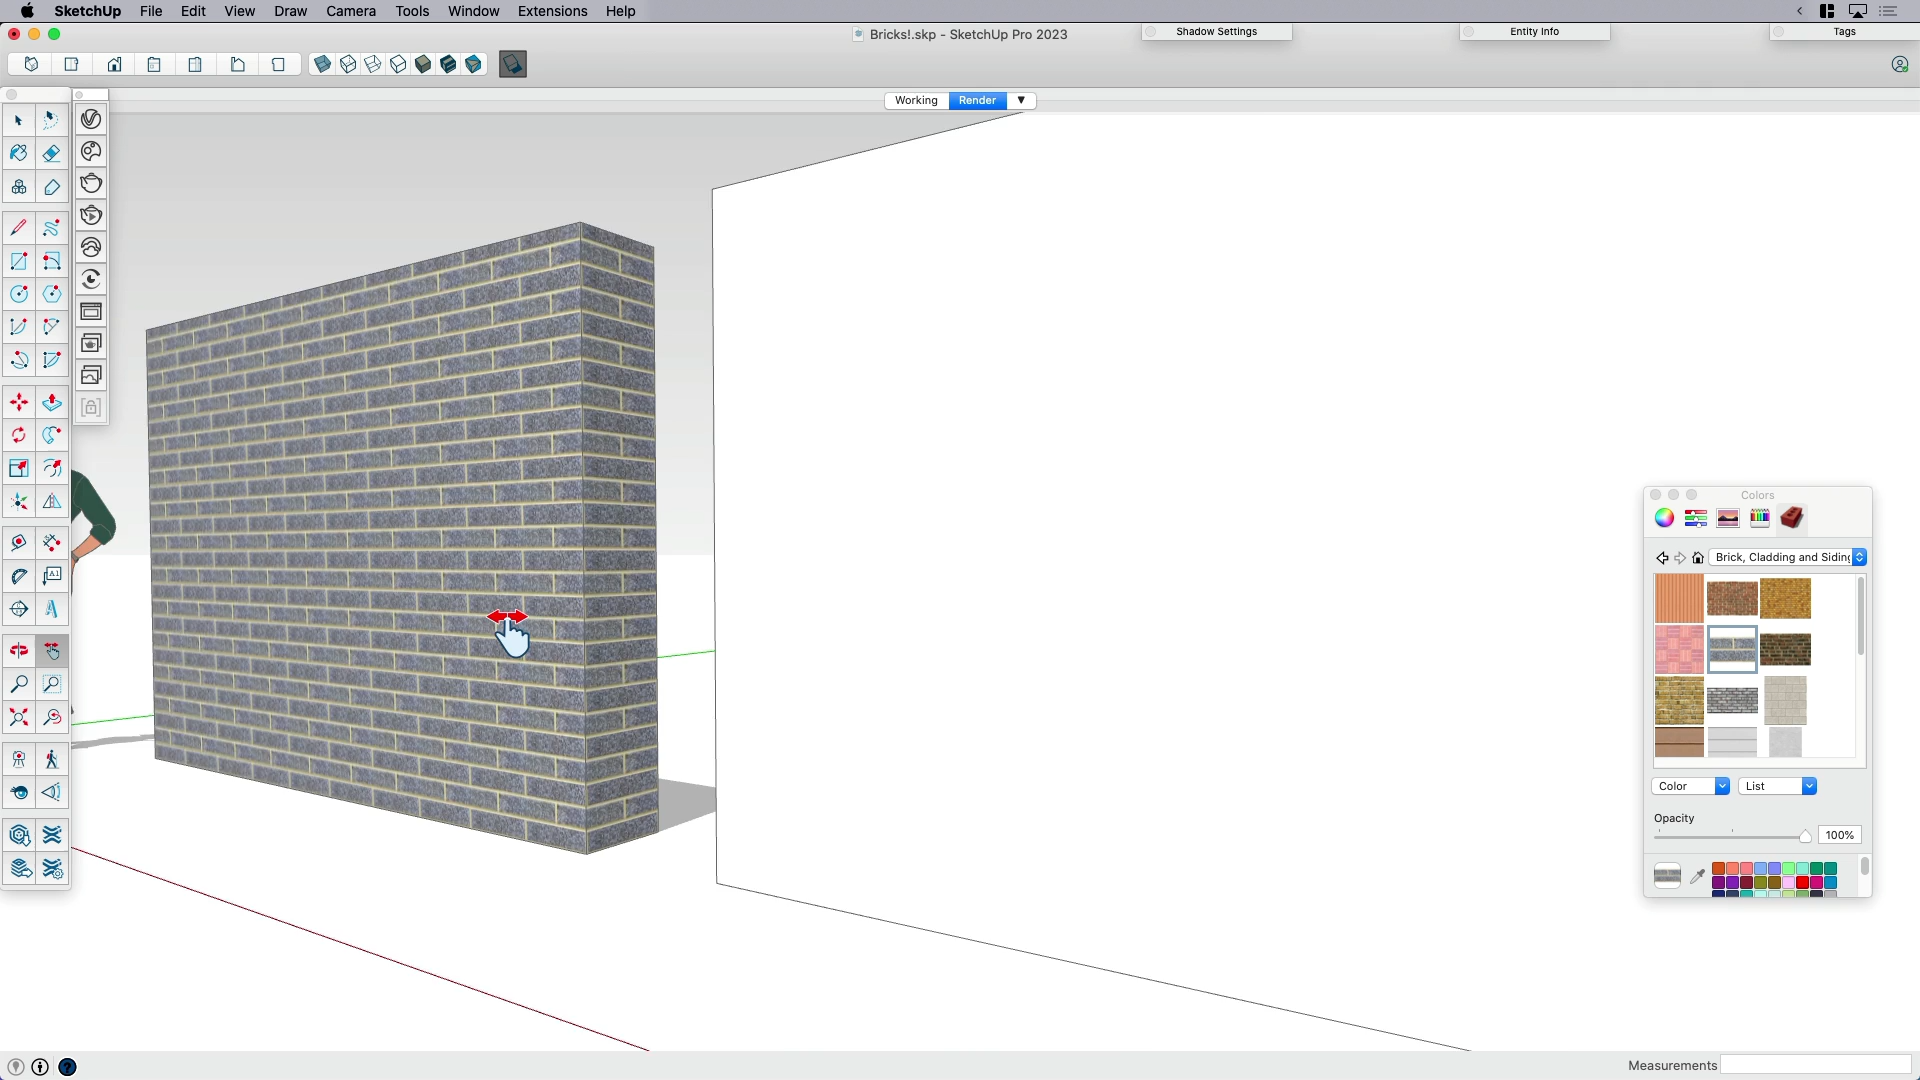 SketchUp File Edit View Draw Camera Tools Window Extensions Help
Bricks!.skp - SketchUp Pro 2023
Shadow Settings
Entity Info
Tags
Working Render
Colors
Brick, Cladding and Siding
Color List
Opacity
100%
Measurements